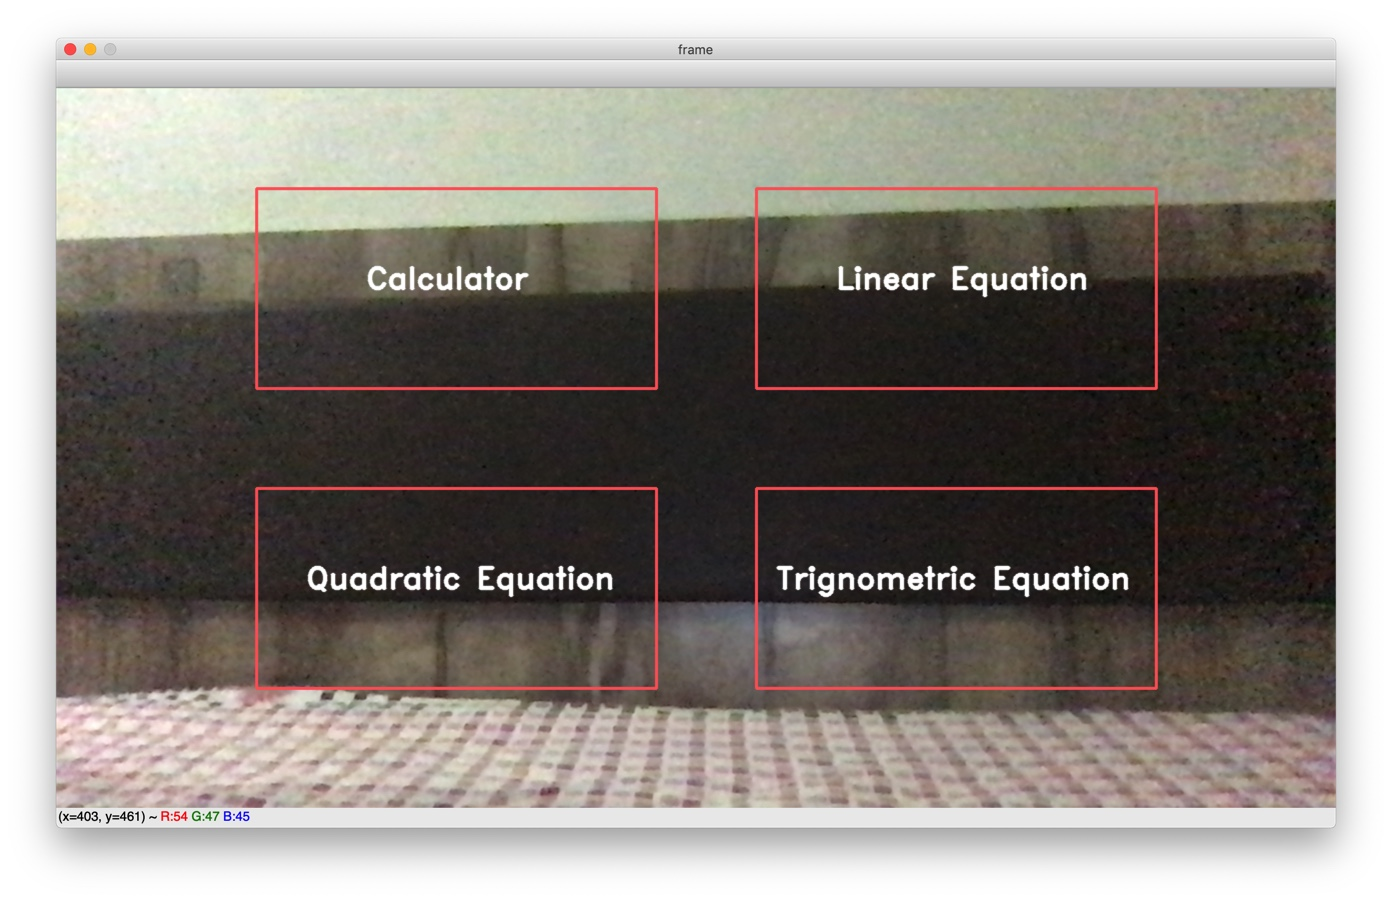 frame
Calculator
Linear Equation
Quadratic Equation
Trignometric Equation
(x=403, y=461) ~ R:54 G:47 B:45